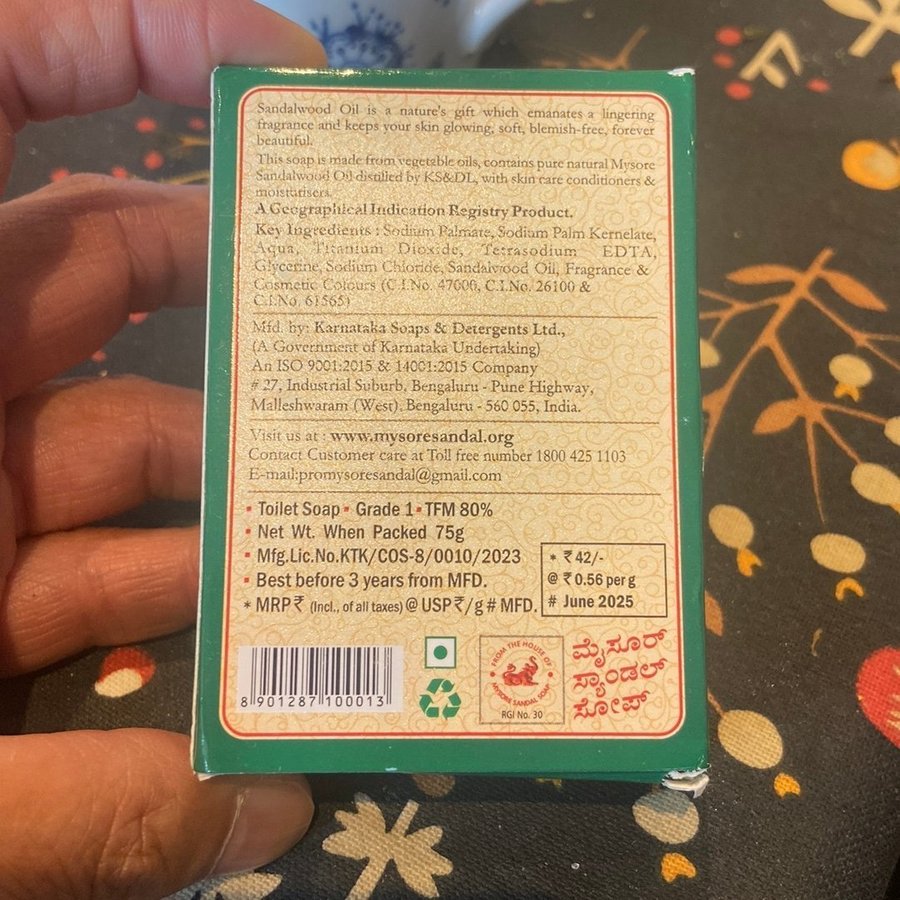 Sandalwood Oil is a nature's gift which emanates a lingering
fragrance and keeps your skin glowing, soft, blemish-free, forever
beautiful.
This soap is made from vegetable oils, contains pure natural Mysore
Sandalwood Oil distilled by KS&DL, with skin care conditioners &
moisturisers.
A Geographical Indication Registry Product.
Key Ingredients : Sodium Palmate, Sodium Palm Kernelate,
Aqua, Titanium Dioxide, Tetrasodium EDTA,
Glycerine, Sodium Chloride, Sandalwood Oil, Fragrance &
Cosmetic Colours (C.I.No. 47000, C.I.No. 26100 &
C.I.No. 61565)
Mfd. by: Karnataka Soaps & Detergents Ltd.,
(A Government of Karnataka Undertaking)
An ISO 9001:2015 & 14001:2015 Company
# 27, Industrial Suburb, Bengaluru - Pune Highway,
Malleshwaram (West), Bengaluru - 560 055, India.
Visit us at : www.mysoresandal.org
Contact Customer care at Toll free number 1800 425 1103
E-mail:promysoresandal@gmail.com
▪ Toilet Soap ▪ Grade 1 ▪ TFM 80%
▪ Net Wt. When Packed 75g
▪ Mfg.Lic.No.KTK/COS-8/0010/2023
▪ Best before 3 years from MFD.
* MRP₹ (Incl., of all taxes) @ USP₹/g # MFD.
* ₹ 42/-
@ ₹ 0.56 per g
# June 2025
8 901287 100013
FROM THE HOUSE OF
MYSORE SANDAL SOAP
RGI No. 30
ಮೈಸೂರ್
ಸ್ಯಾಂಡಲ್
ಸೋಪ್